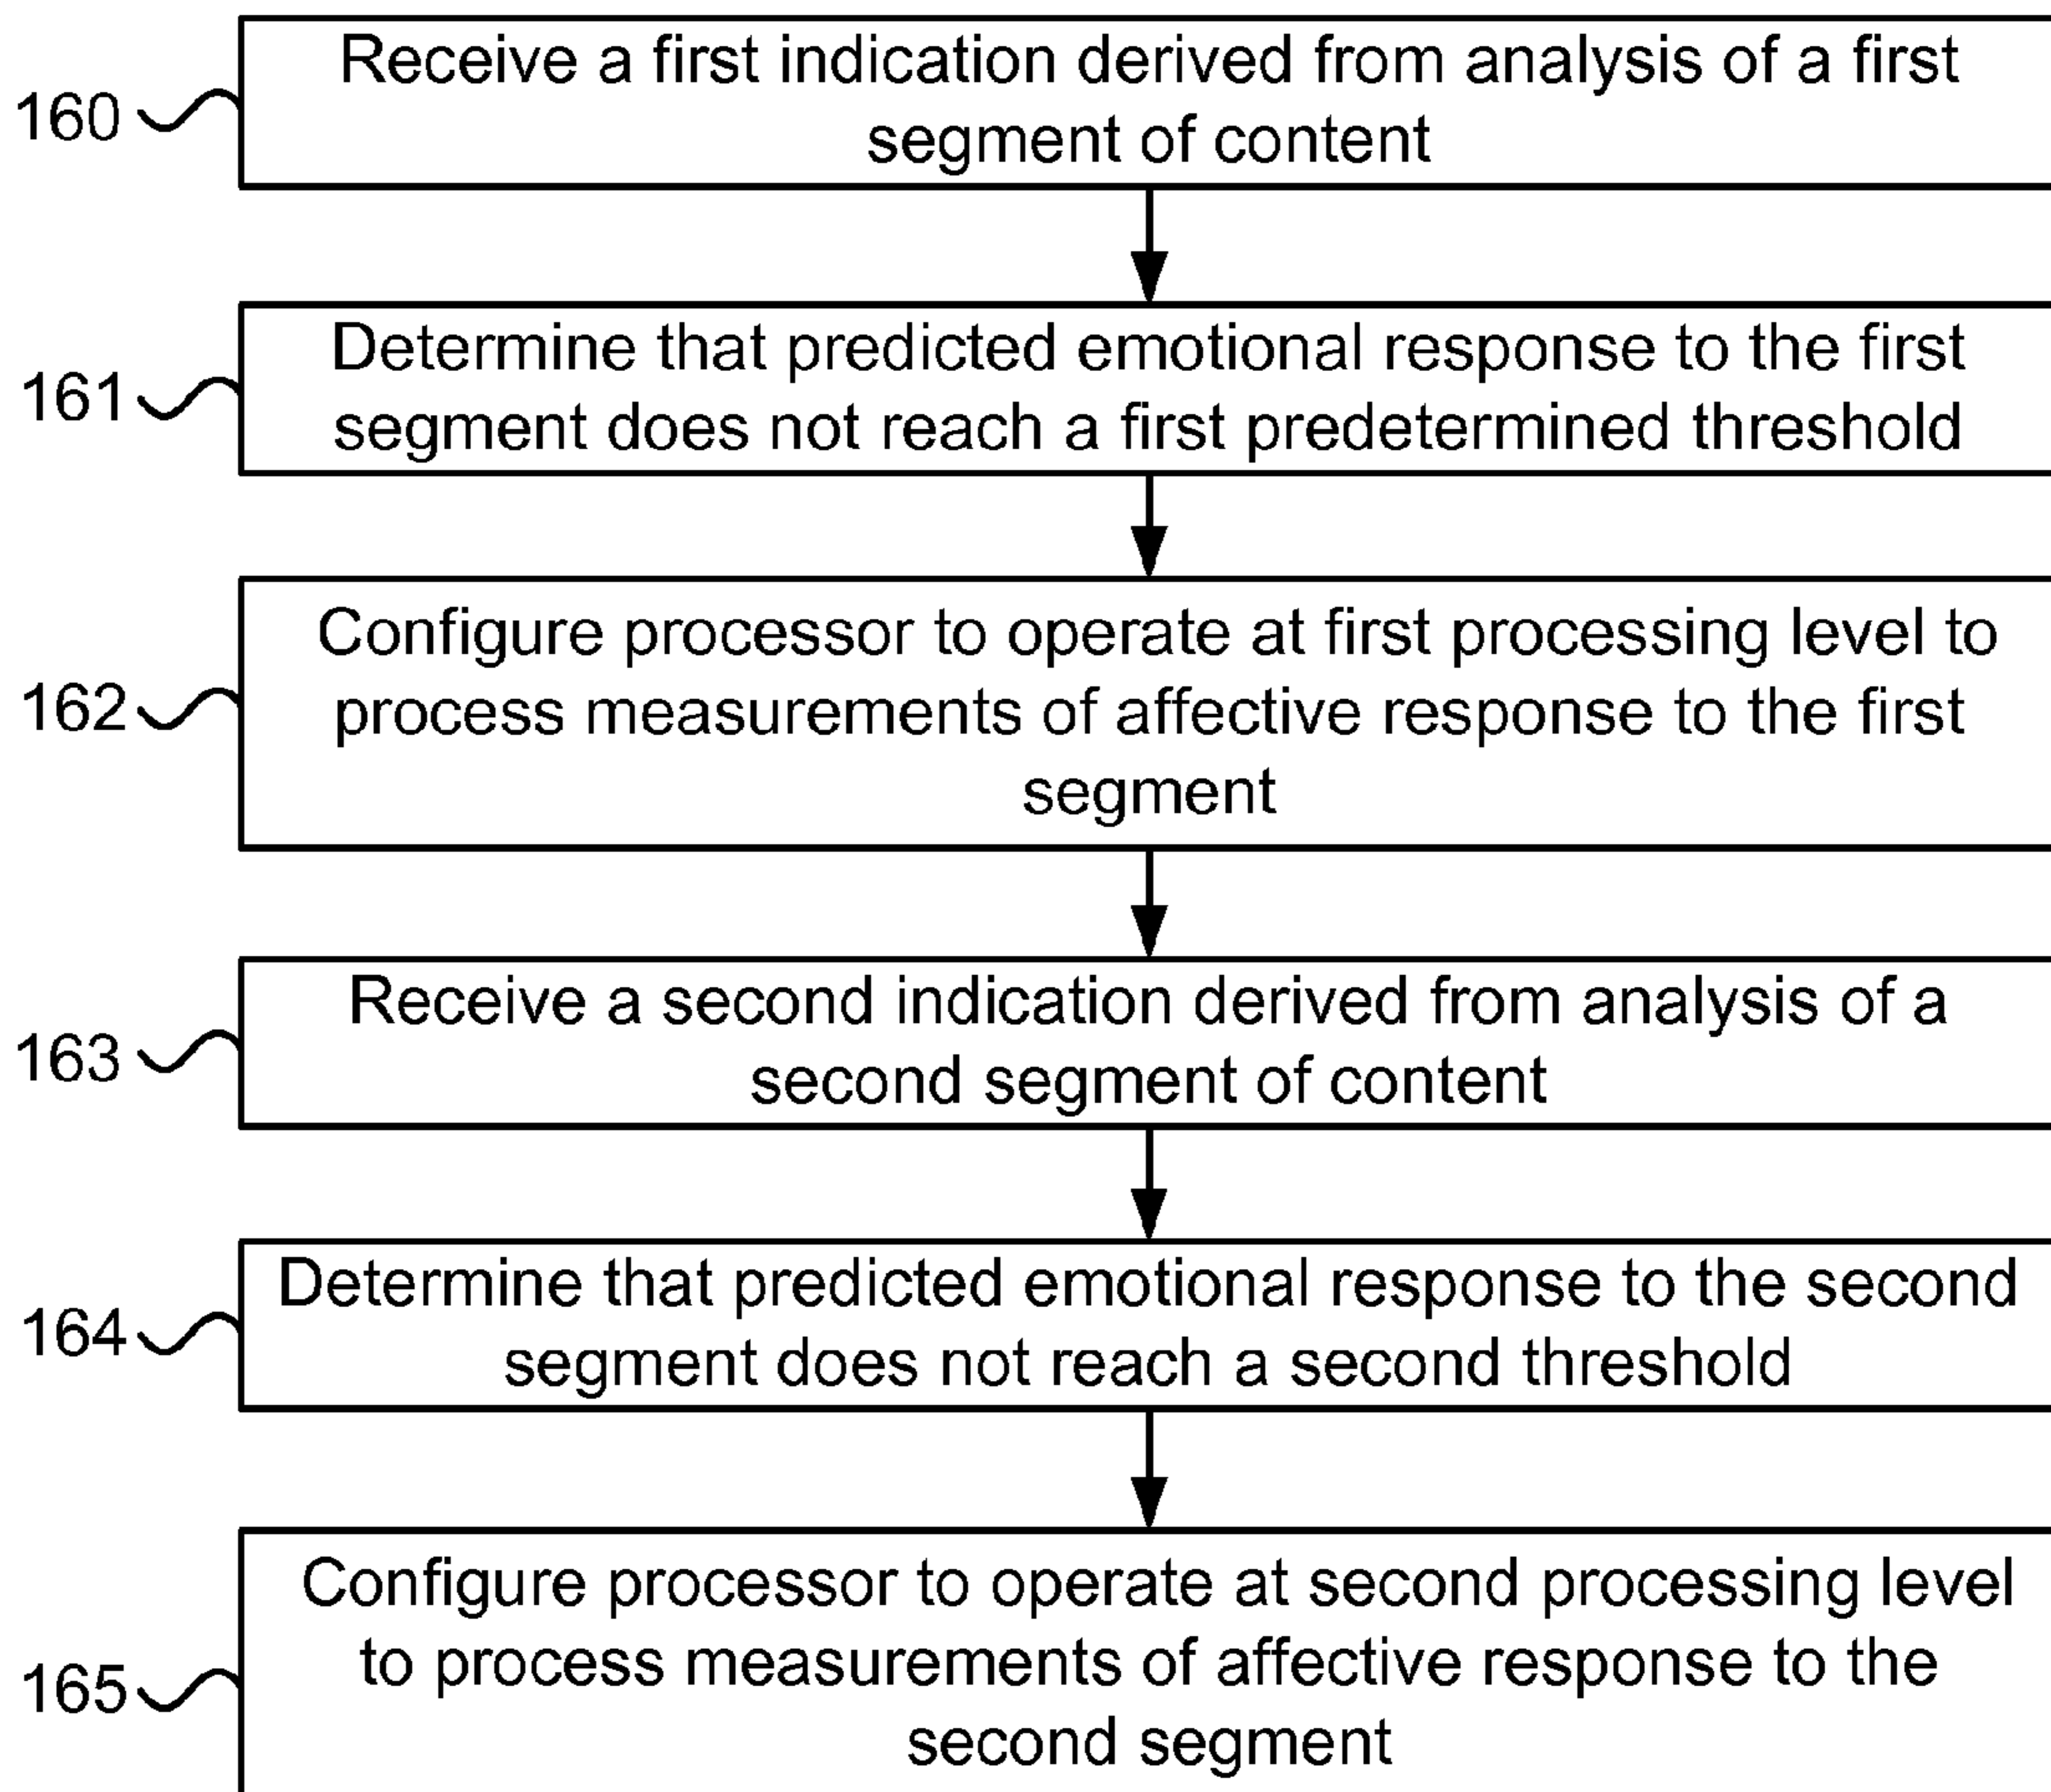 160
Receive a first indication derived from analysis of a first
segment of content
161
Determine that predicted emotional response to the first
segment does not reach a first predetermined threshold
162
Configure processor to operate at first processing level to
process measurements of affective response to the first
segment
163
Receive a second indication derived from analysis of a
second segment of content
164
Determine that predicted emotional response to the second
segment does not reach a second threshold
165
Configure processor to operate at second processing level
to process measurements of affective response to the
second segment